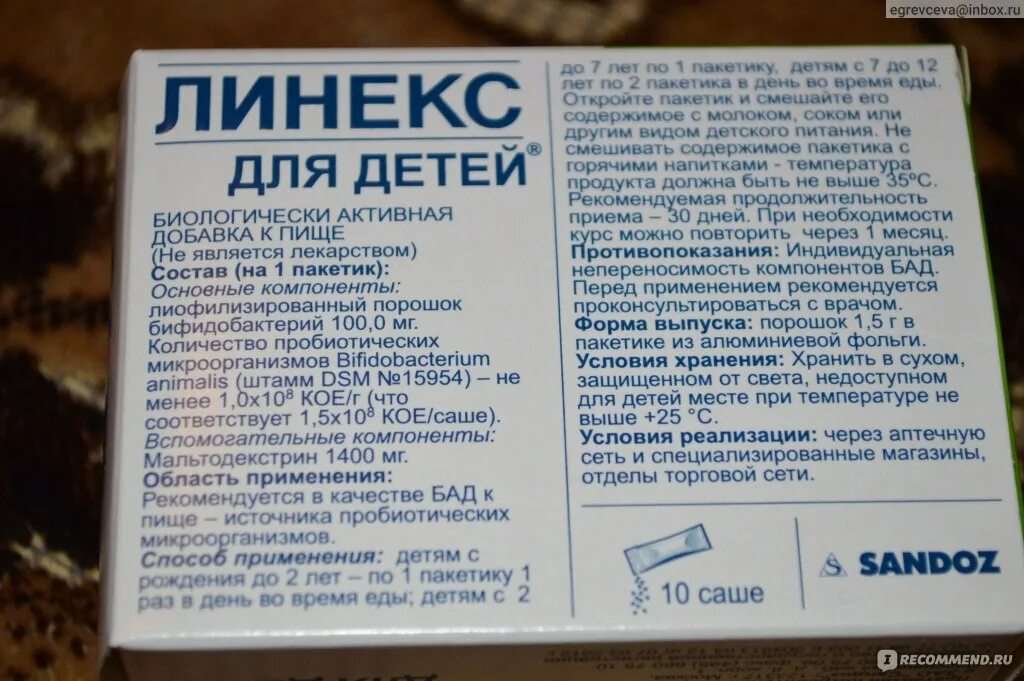 egrevceva@inbox.ru
ЛИНЕКС
ДЛЯ ДЕТЕЙ®
БИОЛОГИЧЕСКИ АКТИВНАЯ
ДОБАВКА К ПИЩЕ
(Не является лекарством)
Состав (на 1 пакетик):
Основные компоненты:
лиофилизированный порошок
бифидобактерий 100,0 мг.
Количество пробиотических
микроорганизмов Bifidobacterium
animalis (штамм DSM №15954) – не
менее 1,0х10⁸ КОЕ/г (что
соответствует 1,5х10⁸ КОЕ/саше).
Вспомогательные компоненты:
Мальтодекстрин 1400 мг.
Область применения:
Рекомендуется в качестве БАД к
пище – источника пробиотических
микроорганизмов.
Способ применения: детям с
рождения до 2 лет – по 1 пакетику 1
раз в день во время еды; детям с 2
до 7 лет по 1 пакетику, детям с 7 до 12
лет по 2 пакетика в день во время еды.
Откройте пакетик и смешайте его
содержимое с молоком, соком или
другим видом детского питания. Не
смешивать содержимое пакетика с
горячими напитками - температура
продукта должна быть не выше 35°С.
Рекомендуемая продолжительность
приема – 30 дней. При необходимости
курс можно повторить через 1 месяц.
Противопоказания: Индивидуальная
непереносимость компонентов БАД.
Перед применением рекомендуется
проконсультироваться с врачом.
Форма выпуска: порошок 1,5 г в
пакетике из алюминиевой фольги.
Условия хранения: Хранить в сухом,
защищенном от света, недоступном
для детей месте при температуре не
выше +25 °С.
Условия реализации: через аптечную
сеть и специализированные магазины,
отделы торговой сети.
10 саше
SANDOZ
IRECOMMEND.RU